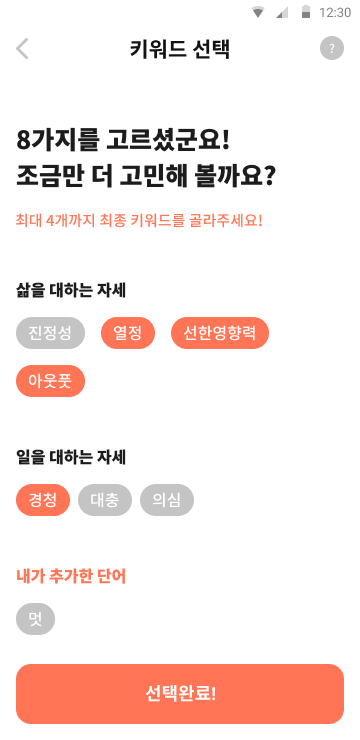 12:30
키워드 선택
?
8가지를 고르셨군요!
조금만 더 고민해 볼까요?
최대 4개까지 최종 키워드를 골라주세요!
삶을 대하는 자세
진정성 열정 선한영향력
아웃풋
일을 대하는 자세
경청 대충 의심
내가 추가한 단어
멋
선택완료!